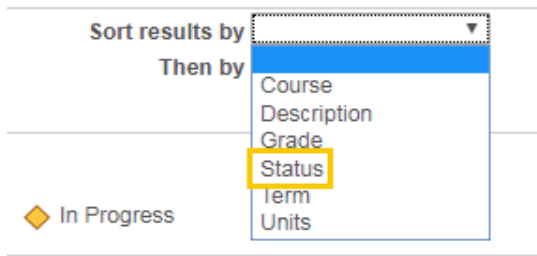 Sort results by
Then by
Course
Description
Grade
Status
Term
Units
In Progress